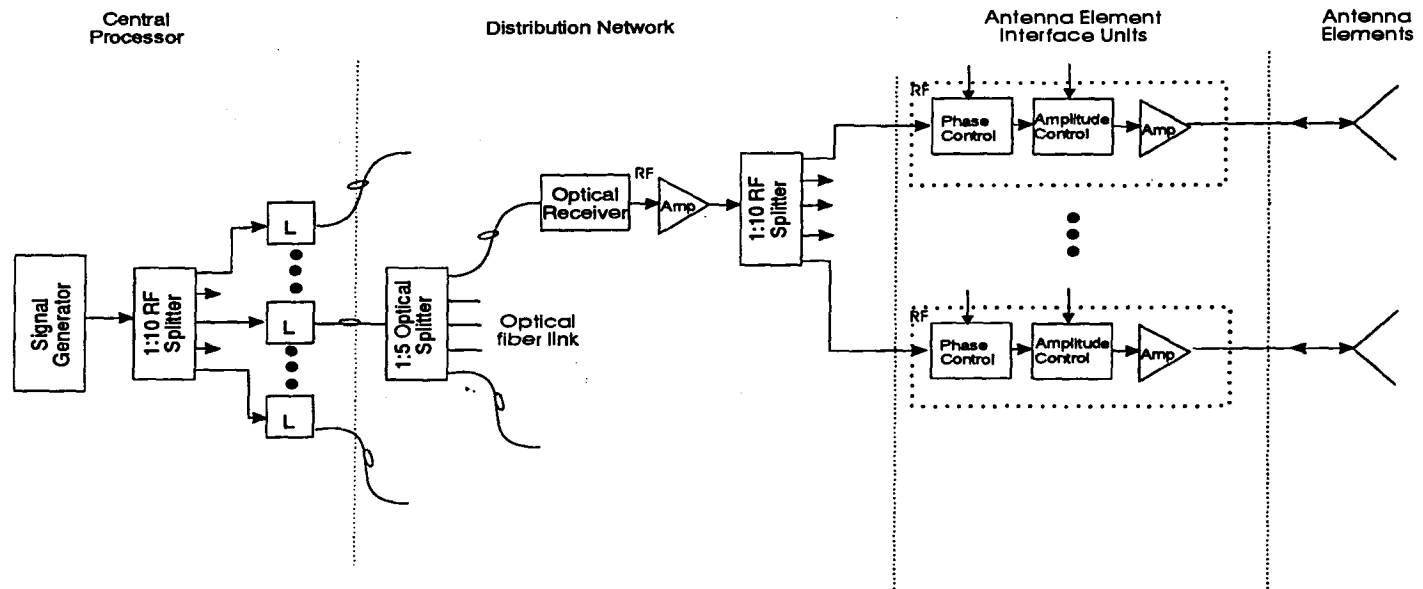 Central
Processor
Distribution Network
Antenna Element
Interface Units
Antenna
Elements
Signal
Generator
1:10 RF
Splitter
L
L
L
1:5 Optical
Splitter
Optical
fiber link
Optical
Receiver
RF
Amp
1:10 RF
Splitter
RF
Phase
Control
Amplitude
Control
Amp
RF
Phase
Control
Amplitude
Control
Amp